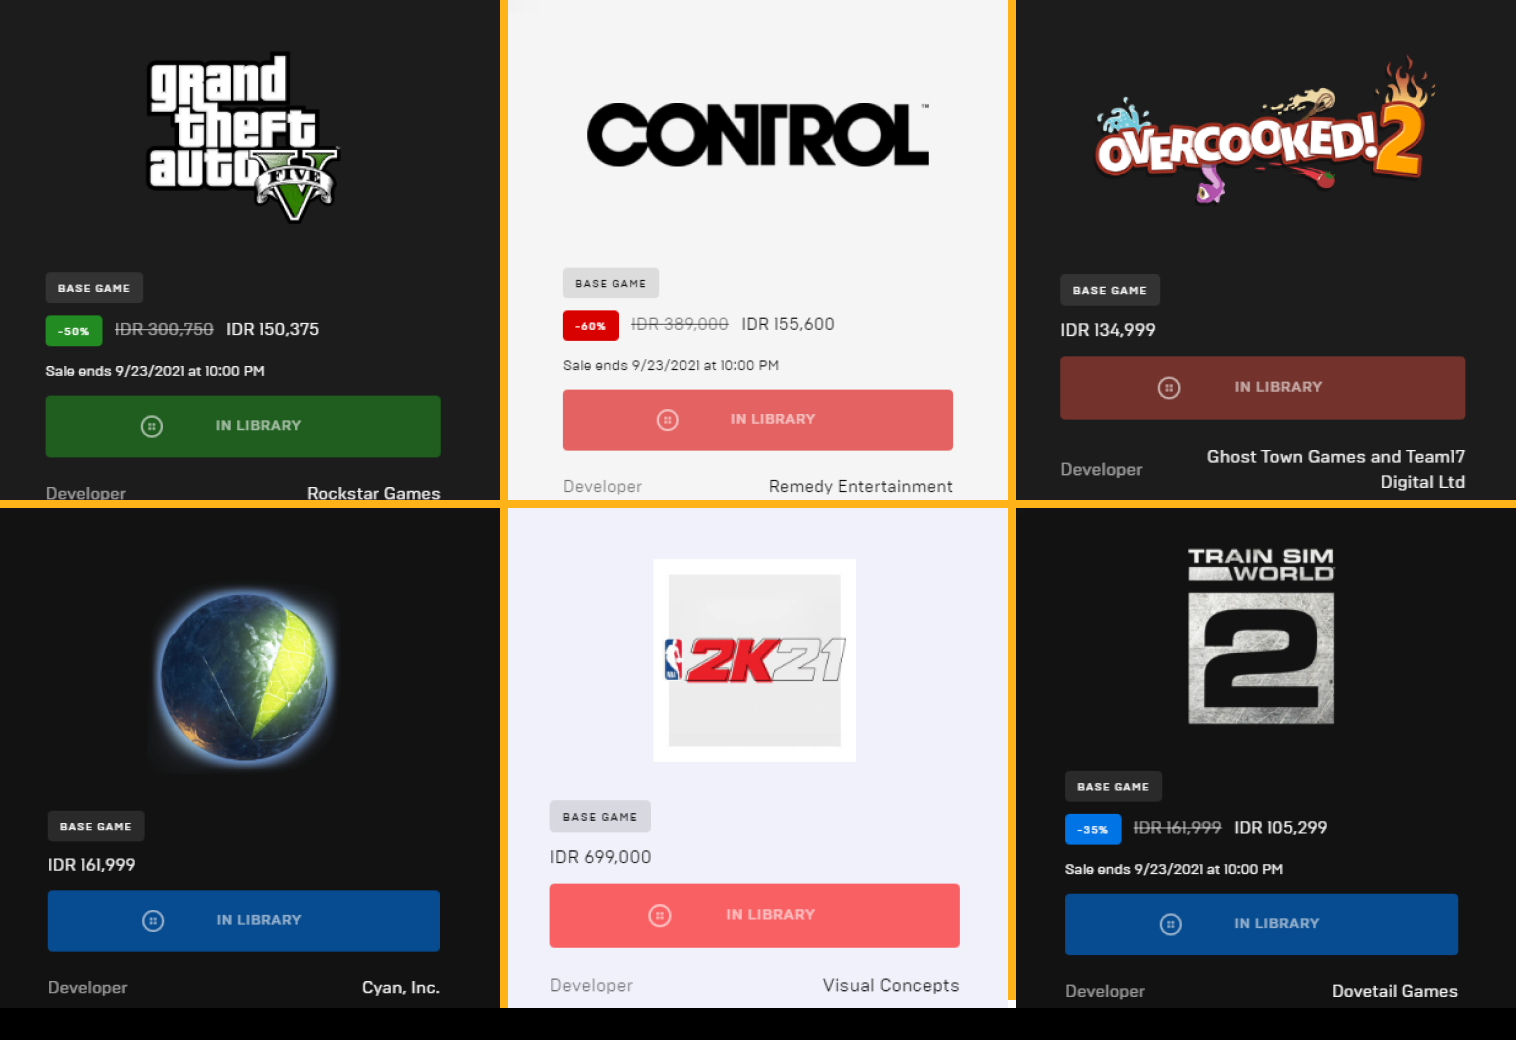 grand
theft
auto V
FIVE
BASE GAME
-50% IDR 300,750 IDR 150,375
Sale ends 9/23/2021 at 10:00 PM
IN LIBRARY
Developer Rockstar Games
CONTROL™
BASE GAME
-60% IDR 389,000 IDR 155,600
Sale ends 9/23/2021 at 10:00 PM
IN LIBRARY
Developer Remedy Entertainment
OVERCOOKED! 2
BASE GAME
IDR 134,999
IN LIBRARY
Developer Ghost Town Games and Team17
Digital Ltd
BASE GAME
IDR 161,999
IN LIBRARY
Developer Cyan, Inc.
NBA 2K21
BASE GAME
IDR 699,000
IN LIBRARY
Developer Visual Concepts
TRAIN SIM
WORLD
2
BASE GAME
-35% IDR 161,999 IDR 105,299
Sale ends 9/23/2021 at 10:00 PM
IN LIBRARY
Developer Dovetail Games